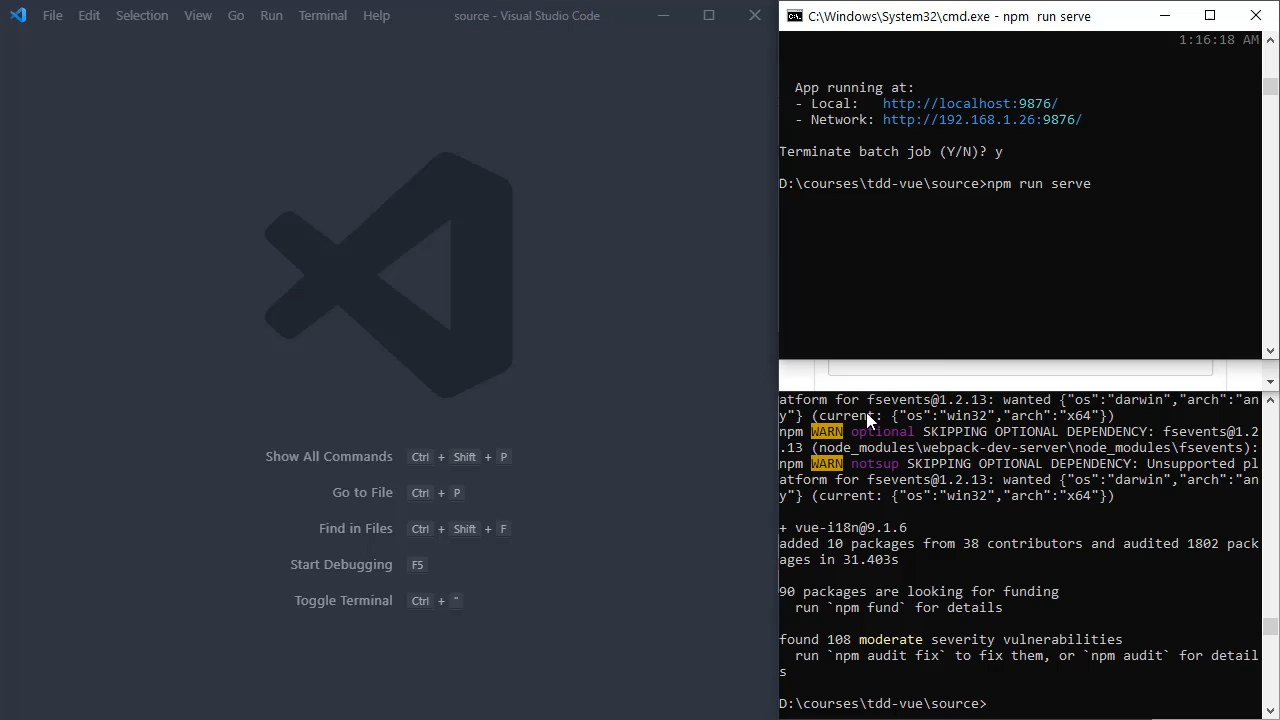 File Edit Selection View Go Run Terminal Help source - Visual Studio Code
Show All Commands Ctrl + Shift + P
Go to File Ctrl + P
Find in Files Ctrl + Shift + F
Start Debugging F5
Toggle Terminal Ctrl + "
C:\Windows\System32\cmd.exe - npm run serve
1:16:18 AM
App running at:
- Local: http://localhost:9876/
- Network: http://192.168.1.26:9876/
Terminate batch job (Y/N)? y
D:\courses\tdd-vue\source>npm run serve
atform for fsevents@1.2.13: wanted {"os":"darwin","arch":"an
y"} (current: {"os":"win32","arch":"x64"})
npm WARN optional SKIPPING OPTIONAL DEPENDENCY: fsevents@1.2
.13 (node_modules\webpack-dev-server\node_modules\fsevents):
npm WARN notsup SKIPPING OPTIONAL DEPENDENCY: Unsupported pl
atform for fsevents@1.2.13: wanted {"os":"darwin","arch":"an
y"} (current: {"os":"win32","arch":"x64"})
+ vue-i18n@9.1.6
added 10 packages from 38 contributors and audited 1802 pack
ages in 31.403s
90 packages are looking for funding
run `npm fund` for details
found 108 moderate severity vulnerabilities
run `npm audit fix` to fix them, or `npm audit` for detail
s
D:\courses\tdd-vue\source>